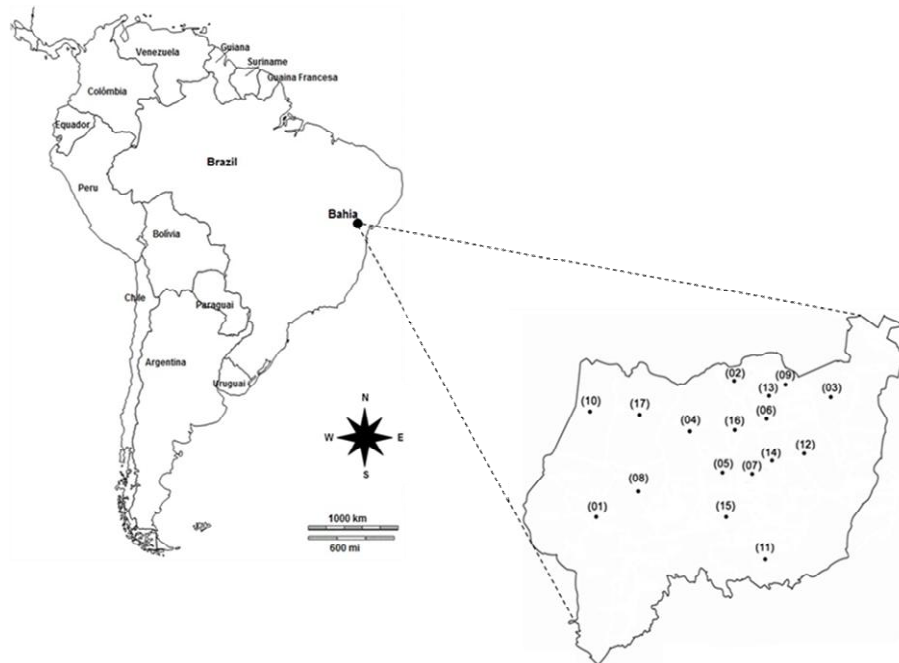 Venezuela
Guiana
Suriname
Guaina Francesa
Colômbia
Equador
Brazil
Peru
Bahia
Bolívia
Chile
Paraguai
Argentina
Uruguai
N
W
E
S
1000 km
600 mi
(02)
(09)
(13)
(03)
(10)
(17)
(06)
(04)
(16)
(12)
(14)
(05)
(07)
(08)
(01)
(15)
(11)